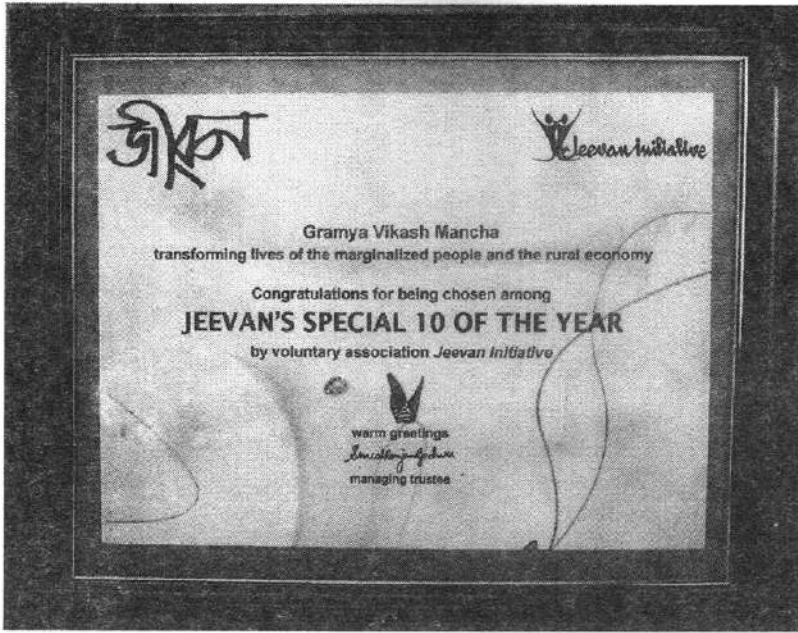 জীৱন
Jeevan initiative
Gramya Vikash Mancha
transforming lives of the marginalized people and the rural economy
Congratulations for being chosen among
JEEVAN'S SPECIAL 10 OF THE YEAR
by voluntary association Jeevan Initiative
warm greetings
managing trustee